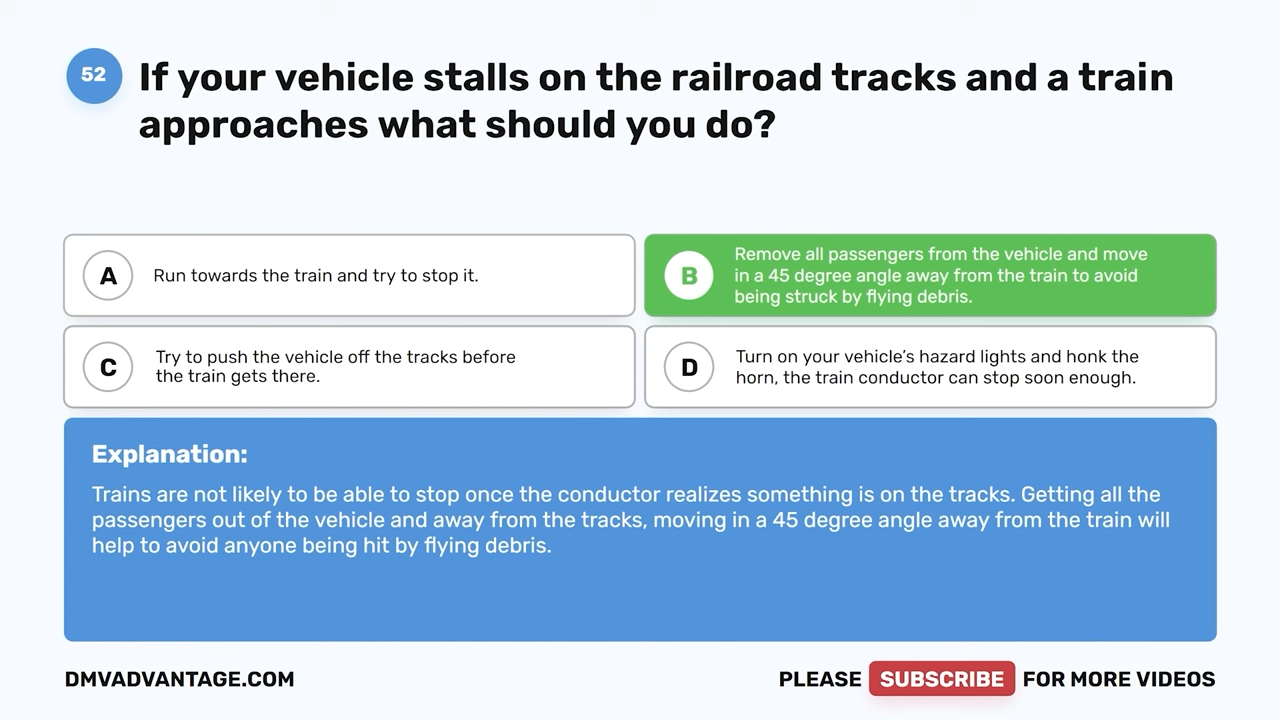 52
If your vehicle stalls on the railroad tracks and a train
approaches what should you do?
A
Run towards the train and try to stop it.
B
Remove all passengers from the vehicle and move
in a 45 degree angle away from the train to avoid
being struck by flying debris.
C
Try to push the vehicle off the tracks before
the train gets there.
D
Turn on your vehicle's hazard lights and honk the
horn, the train conductor can stop soon enough.
Explanation:
Trains are not likely to be able to stop once the conductor realizes something is on the tracks. Getting all the
passengers out of the vehicle and away from the tracks, moving in a 45 degree angle away from the train will
help to avoid anyone being hit by flying debris.
DMVADVANTAGE.COM
PLEASE SUBSCRIBE FOR MORE VIDEOS